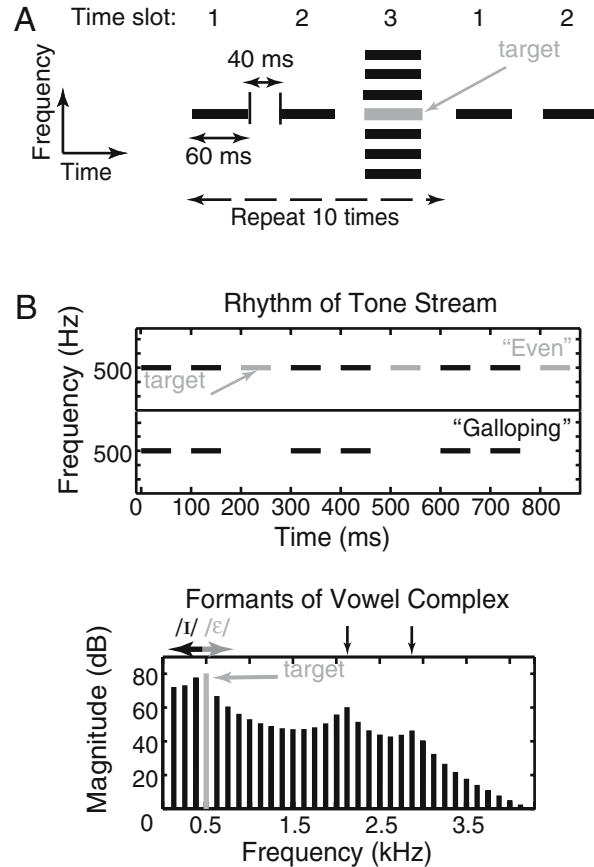 A
Time slot: 1 2 3 1 2
40 ms
target
Frequency
60 ms
Time
Repeat 10 times
B
Rhythm of Tone Stream
Frequency (Hz)
500
"Even"
target
500
"Galloping"
0 100 200 300 400 500 600 700 800
Time (ms)
Formants of Vowel Complex
/ɪ/ /ɛ/
Magnitude (dB)
80
target
60
40
20
0 0.5 1.5 2.5 3.5
Frequency (kHz)